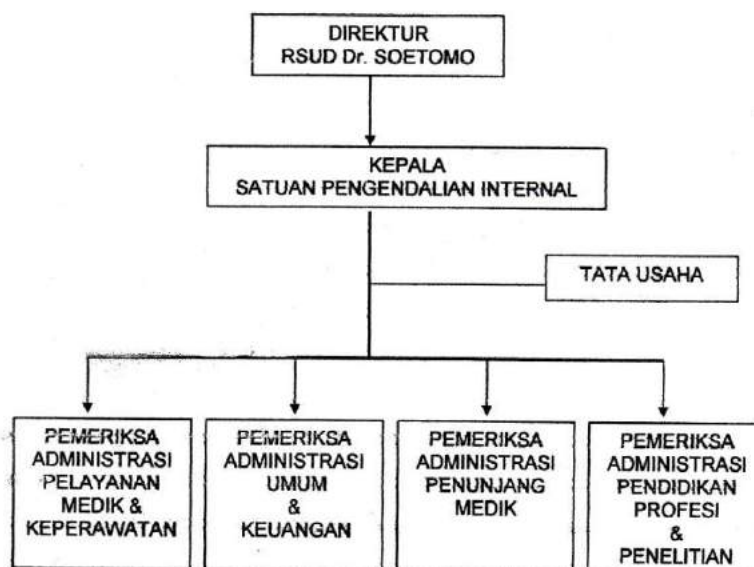 DIREKTUR
RSUD Dr. SOETOMO
KEPALA
SATUAN PENGENDALIAN INTERNAL
TATA USAHA
PEMERIKSA
ADMINISTRASI
PELAYANAN
MEDIK &
KEPERAWATAN
PEMERIKSA
ADMINISTRASI
UMUM
&
KEUANGAN
PEMERIKSA
ADMINISTRASI
PENUNJANG
MEDIK
PEMERIKSA
ADMINISTRASI
PENDIDIKAN
PROFESI
&
PENELITIAN